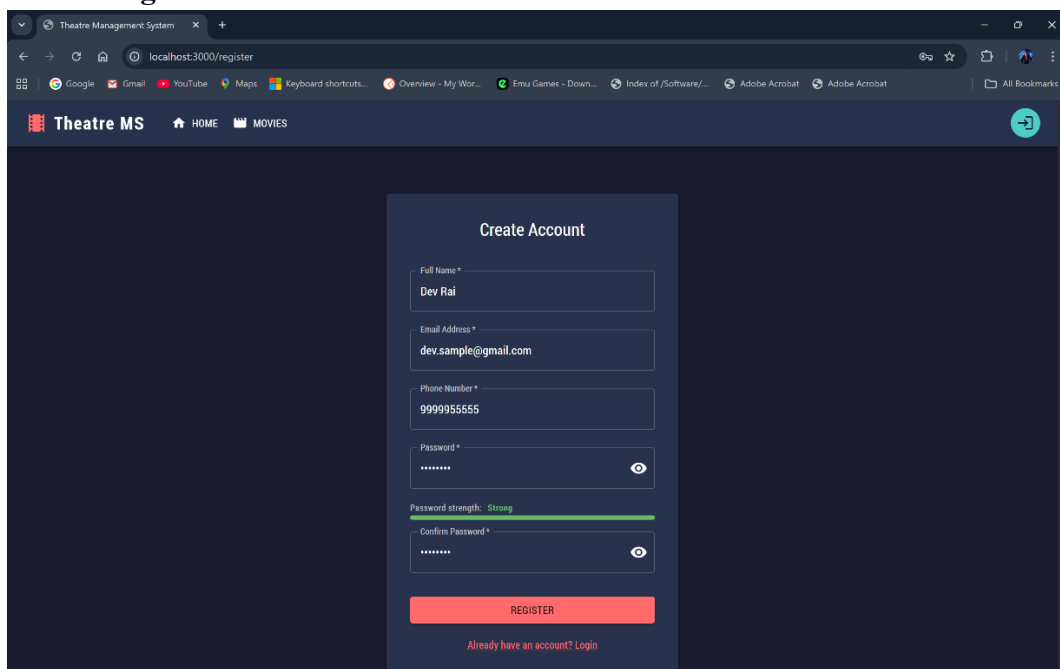 Theatre Management System
localhost:3000/register
Google Gmail YouTube Maps Keyboard shortcuts... Overview - My Wor... Emu Games - Down... Index of /Software/... Adobe Acrobat Adobe Acrobat All Bookmarks
Theatre MS HOME MOVIES
Create Account
Full Name *
Dev Rai
Email Address *
dev.sample@gmail.com
Phone Number *
9999955555
Password *
••••••••
Password strength: Strong
Confirm Password *
••••••••
REGISTER
Already have an account? Login